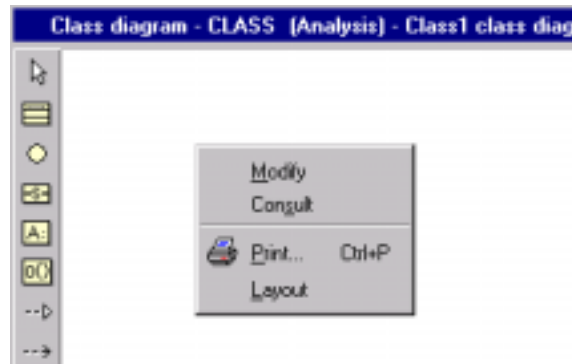 Class diagram - CLASS (Analysis) - Class1 class diag
Modify
Consult
A:
Print... Ctrl+P
o()
Layout